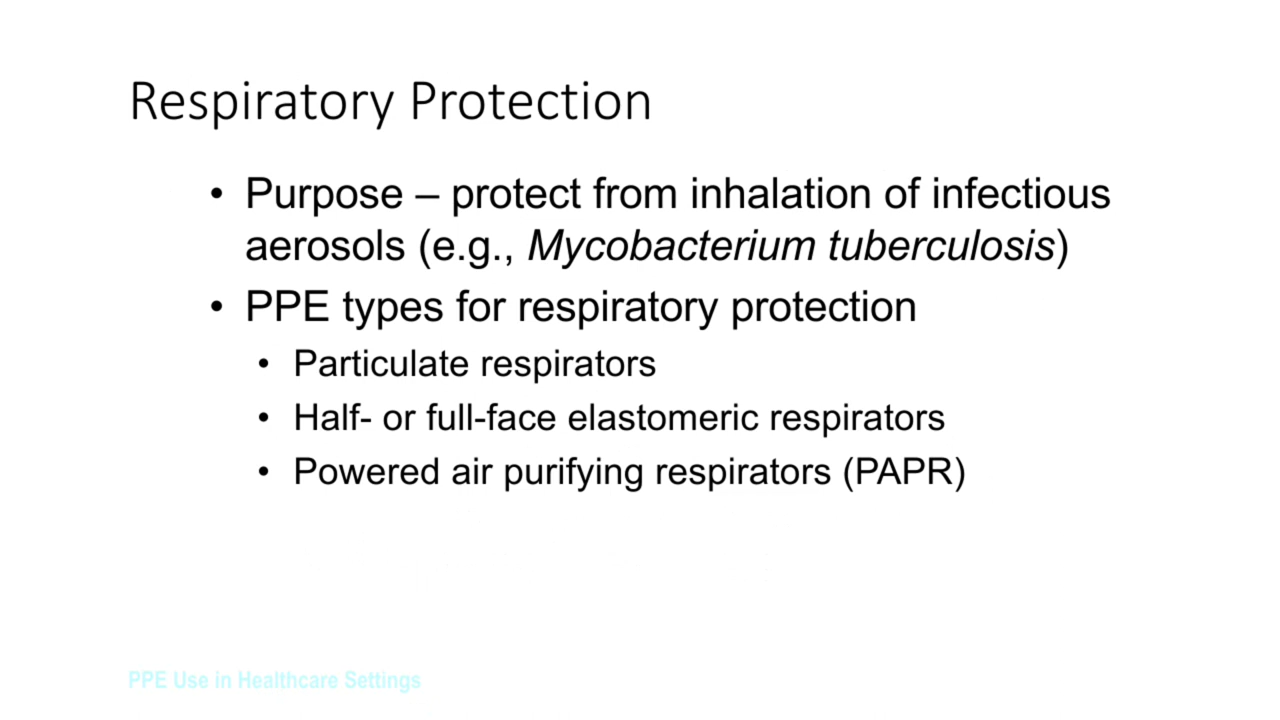 Respiratory Protection
• Purpose – protect from inhalation of infectious
aerosols (e.g., Mycobacterium tuberculosis)
• PPE types for respiratory protection
• Particulate respirators
• Half- or full-face elastomeric respirators
• Powered air purifying respirators (PAPR)
PPE Use in Healthcare Settings